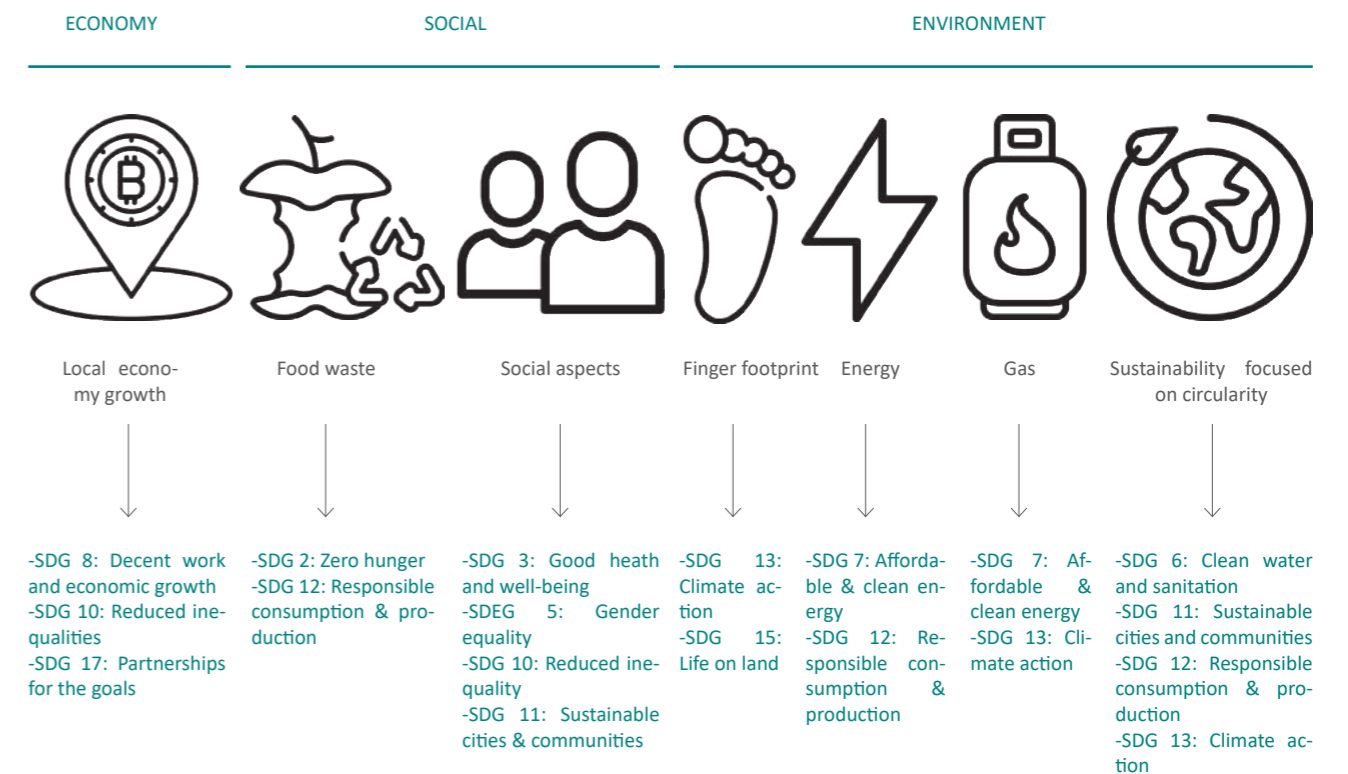 ECONOMY
SOCIAL
ENVIRONMENT
B
Local econo-
my growth
Food waste
Social aspects
Finger footprint
Energy
Gas
Sustainability focused
on circularity
-SDG 8: Decent work
and economic growth
-SDG 10: Reduced ine-
qualities
-SDG 17: Partnerships
for the goals
-SDG 2: Zero hunger
-SDG 12: Responsible
consumption & pro-
duction
-SDG 3: Good heath
and well-being
-SDEG 5: Gender
equality
-SDG 10: Reduced ine-
quality
-SDG 11: Sustainable
cities & communities
-SDG 13:
Climate ac-
tion
-SDG 15:
Life on land
-SDG 7: Afforda-
ble & clean en-
ergy
-SDG 12: Re-
sponsible con-
sumption &
production
-SDG 7: Af-
fordable &
clean energy
-SDG 13: Cli-
mate action
-SDG 6: Clean water
and sanitation
-SDG 11: Sustainable
cities and communities
-SDG 12: Responsible
consumption & pro-
duction
-SDG 13: Climate ac-
tion